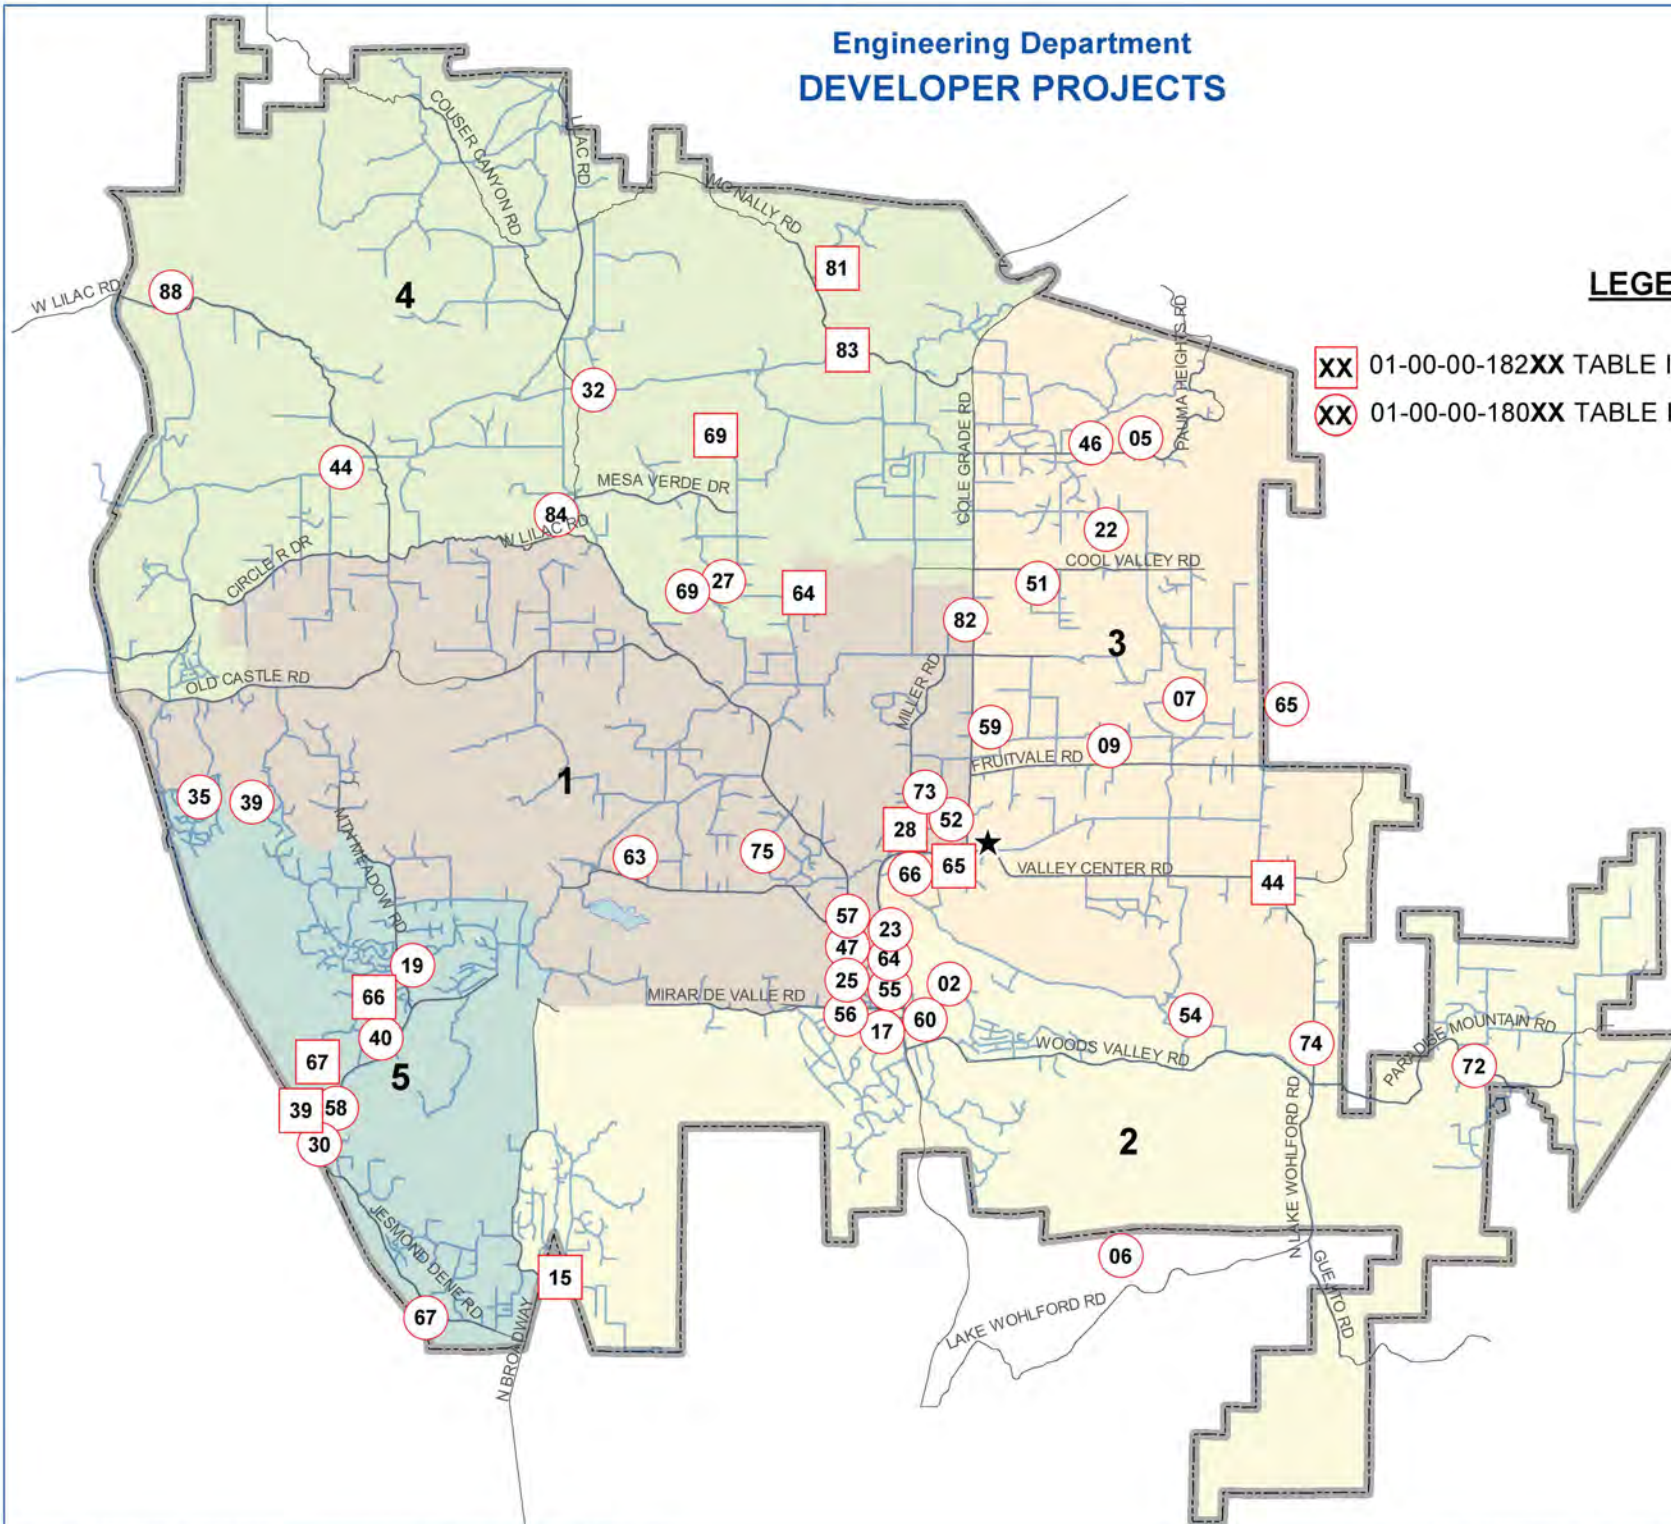 Engineering Department
DEVELOPER PROJECTS
LEGE
XX 01-00-00-182XX TABLE I
XX 01-00-00-180XX TABLE I
COUSER CANYON RD
LILAC RD
MC NALLY RD
81
W LILAC RD
88
4
83
PAUMA HEIGHTS RD
32
COLE GRADE RD
69
46
05
44
MESA VERDE DR
84
W LILAC RD
22
COOL VALLEY RD
CIRCLE R DR
69
27
64
51
82
3
OLD CASTLE RD
MILLER RD
07
65
59
09
FRUITVALE RD
1
35
39
73
52
28
MTN MEADOW RD
63
75
66
65
VALLEY CENTER RD
44
57
23
47
64
19
25
55
02
66
MIRAR DE VALLE RD
56
17
60
54
40
WOODS VALLEY RD
74
PARADISE MOUNTAIN RD
72
67
5
39
58
30
2
N LAKE WOHLFORD RD
JESMOND DENE RD
15
06
67
GUEJITO RD
LAKE WOHLFORD RD
N BROADWAY